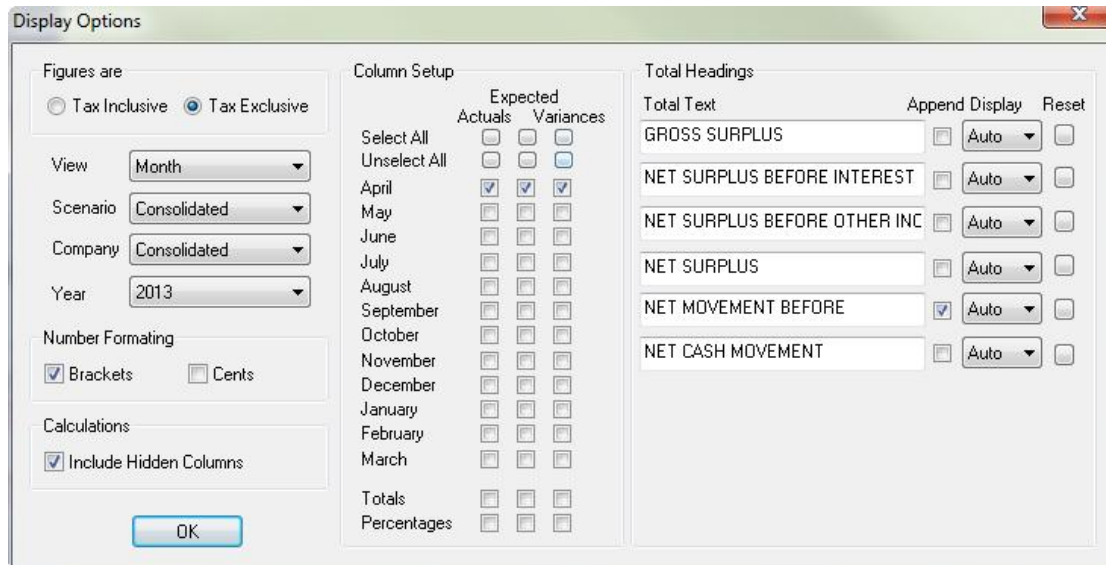 Display Options
Figures are
Tax Inclusive Tax Exclusive
View Month
Scenario Consolidated
Company Consolidated
Year 2013
Number Formating
Brackets Cents
Calculations
Include Hidden Columns
OK
Column Setup
Expected
Actuals Variances
Select All
Unselect All
April
May
June
July
August
September
October
November
December
January
February
March
Totals
Percentages
Total Headings
Total Text Append Display Reset
GROSS SURPLUS Auto
NET SURPLUS BEFORE INTEREST Auto
NET SURPLUS BEFORE OTHER INC Auto
NET SURPLUS Auto
NET MOVEMENT BEFORE Auto
NET CASH MOVEMENT Auto